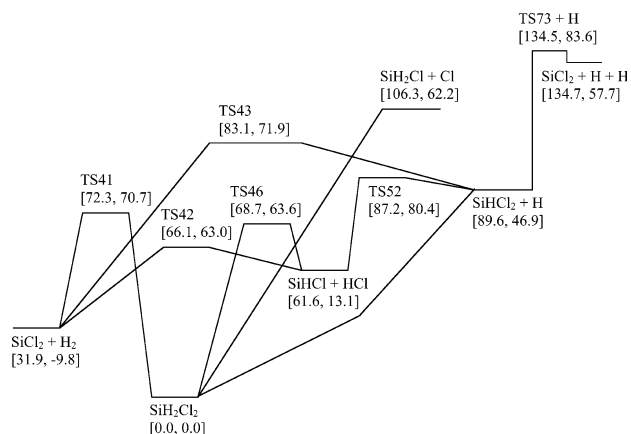 TS73 + H
[134.5, 83.6]
SiH₂Cl + Cl
[106.3, 62.2]
SiCl₂ + H + H
[134.7, 57.7]
TS43
[83.1, 71.9]
TS41
[72.3, 70.7]
TS46
[68.7, 63.6]
TS52
[87.2, 80.4]
TS42
[66.1, 63.0]
SiHCl₂ + H
[89.6, 46.9]
SiHCl + HCl
[61.6, 13.1]
SiCl₂ + H₂
[31.9, -9.8]
SiH₂Cl₂
[0.0, 0.0]